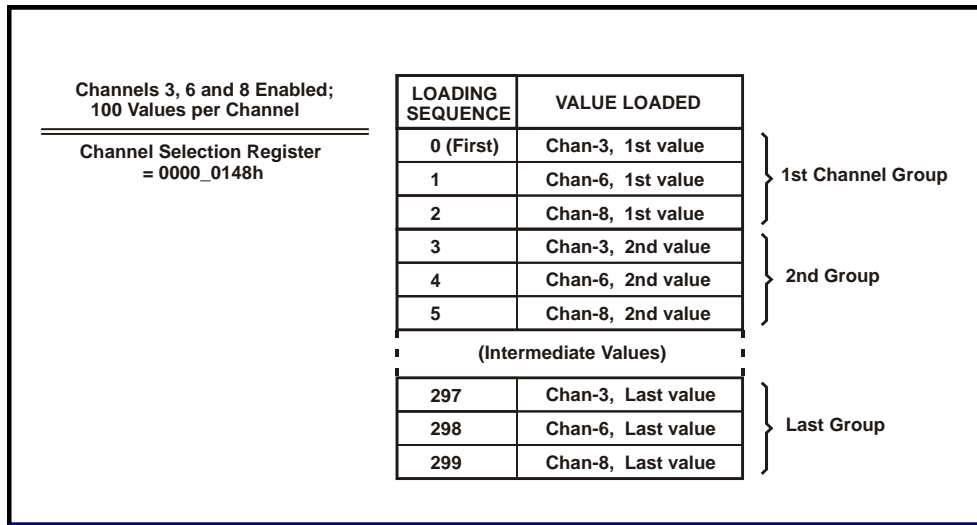 Channels 3, 6 and 8 Enabled;
100 Values per Channel
Channel Selection Register
= 0000_0148h
LOADING SEQUENCE VALUE LOADED
0 (First) Chan-3, 1st value
1 Chan-6, 1st value
2 Chan-8, 1st value
1st Channel Group
3 Chan-3, 2nd value
4 Chan-6, 2nd value
5 Chan-8, 2nd value
2nd Group
(Intermediate Values)
297 Chan-3, Last value
298 Chan-6, Last value
299 Chan-8, Last value
Last Group